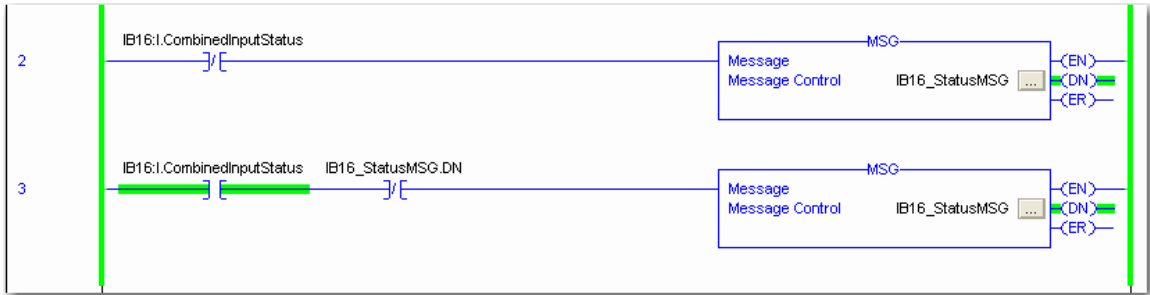 IB16:I.CombinedInputStatus
MSG
2
Message
(EN)
Message Control IB16_StatusMSG ... (DN)
(ER)
IB16:I.CombinedInputStatus IB16_StatusMSG.DN
MSG
3
Message
(EN)
Message Control IB16_StatusMSG ... (DN)
(ER)